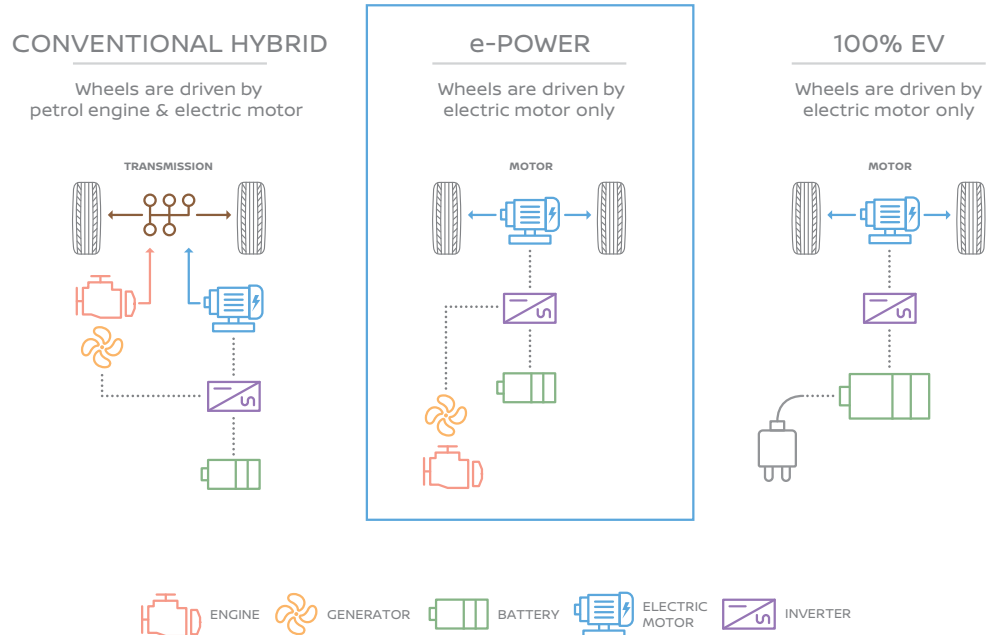 CONVENTIONAL HYBRID
Wheels are driven by
petrol engine & electric motor
TRANSMISSION
e-POWER
Wheels are driven by
electric motor only
MOTOR
100% EV
Wheels are driven by
electric motor only
MOTOR
ENGINE
GENERATOR
BATTERY
ELECTRIC
MOTOR
INVERTER